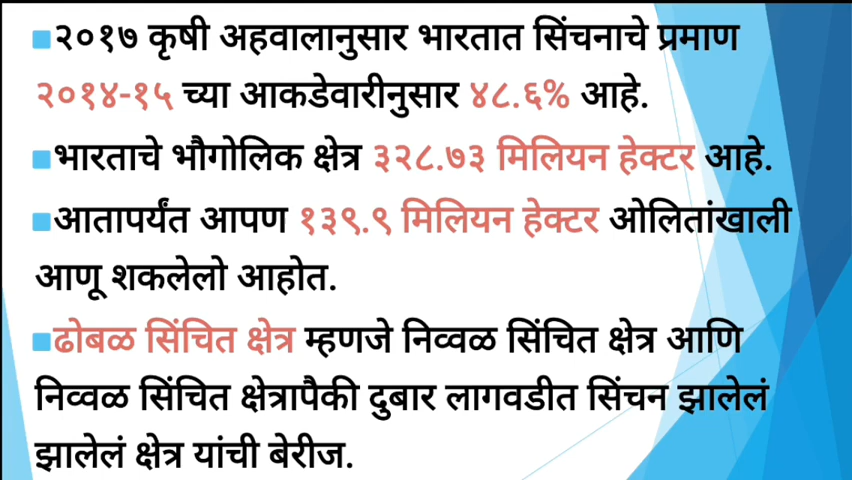 २०१७ कृषी अहवालानुसार भारतात सिंचनाचे प्रमाण
२०१४-१५ च्या आकडेवारीनुसार ४८.६% आहे.
भारताचे भौगोलिक क्षेत्र ३२८.७३ मिलियन हेक्टर आहे.
आतापर्यंत आपण १३९.९ मिलियन हेक्टर ओलितांखाली
आणू शकलेलो आहोत.
ढोबळ सिंचित क्षेत्र म्हणजे निव्वळ सिंचित क्षेत्र आणि
निव्वळ सिंचित क्षेत्रापैकी दुबार लागवडीत सिंचन झालेलं
झालेलं क्षेत्र यांची बेरीज.